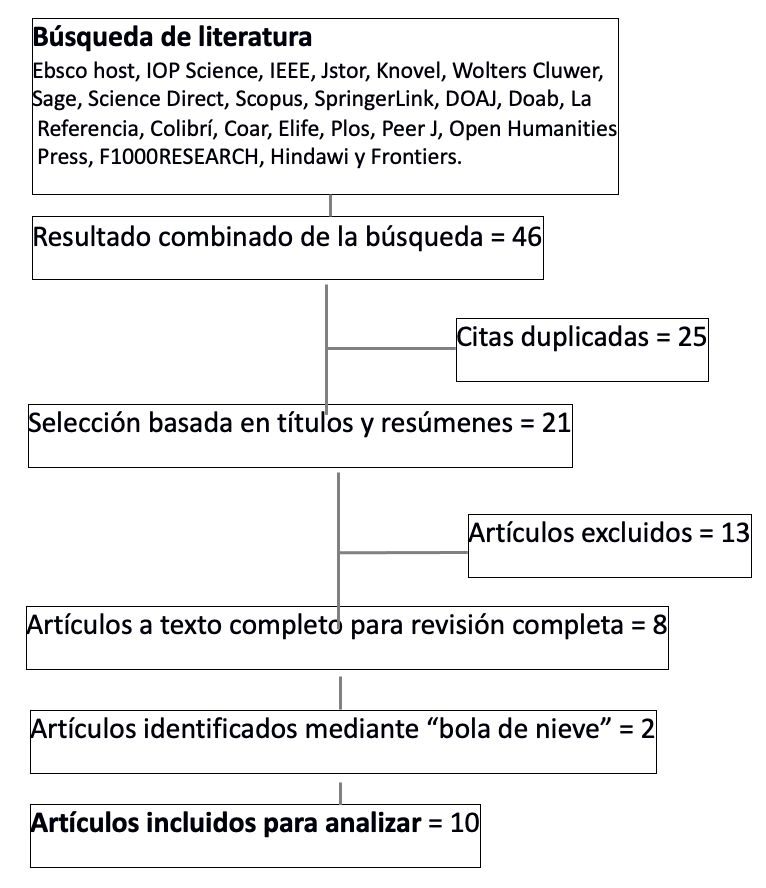 Búsqueda de literatura
Ebsco host, IOP Science, IEEE, Jstor, Knovel, Wolters Cluwer,
Sage, Science Direct, Scopus, SpringerLink, DOAJ, Doab, La
Referencia, Colibrí, Coar, Elife, Plos, Peer J, Open Humanities
Press, F1000RESEARCH, Hindawi y Frontiers.
Resultado combinado de la búsqueda = 46
Citas duplicadas = 25
Selección basada en títulos y resúmenes = 21
Artículos excluidos = 13
Artículos a texto completo para revisión completa = 8
Artículos identificados mediante “bola de nieve” = 2
Artículos incluidos para analizar = 10